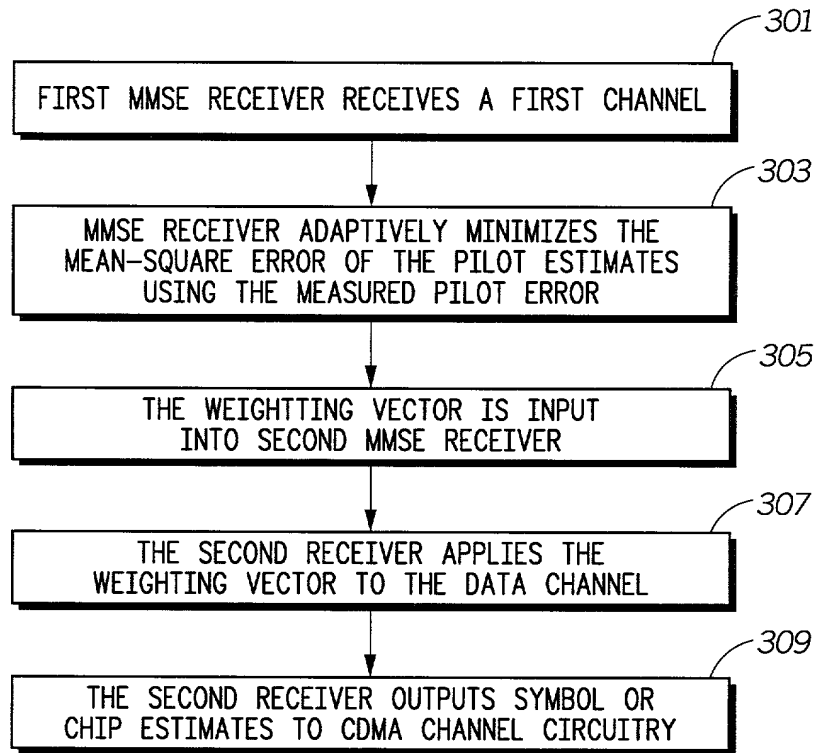 301
FIRST MMSE RECEIVER RECEIVES A FIRST CHANNEL
303
MMSE RECEIVER ADAPTIVELY MINIMIZES THE
MEAN-SQUARE ERROR OF THE PILOT ESTIMATES
USING THE MEASURED PILOT ERROR
305
THE WEIGHTTING VECTOR IS INPUT
INTO SECOND MMSE RECEIVER
307
THE SECOND RECEIVER APPLIES THE
WEIGHTING VECTOR TO THE DATA CHANNEL
309
THE SECOND RECEIVER OUTPUTS SYMBOL OR
CHIP ESTIMATES TO CDMA CHANNEL CIRCUITRY